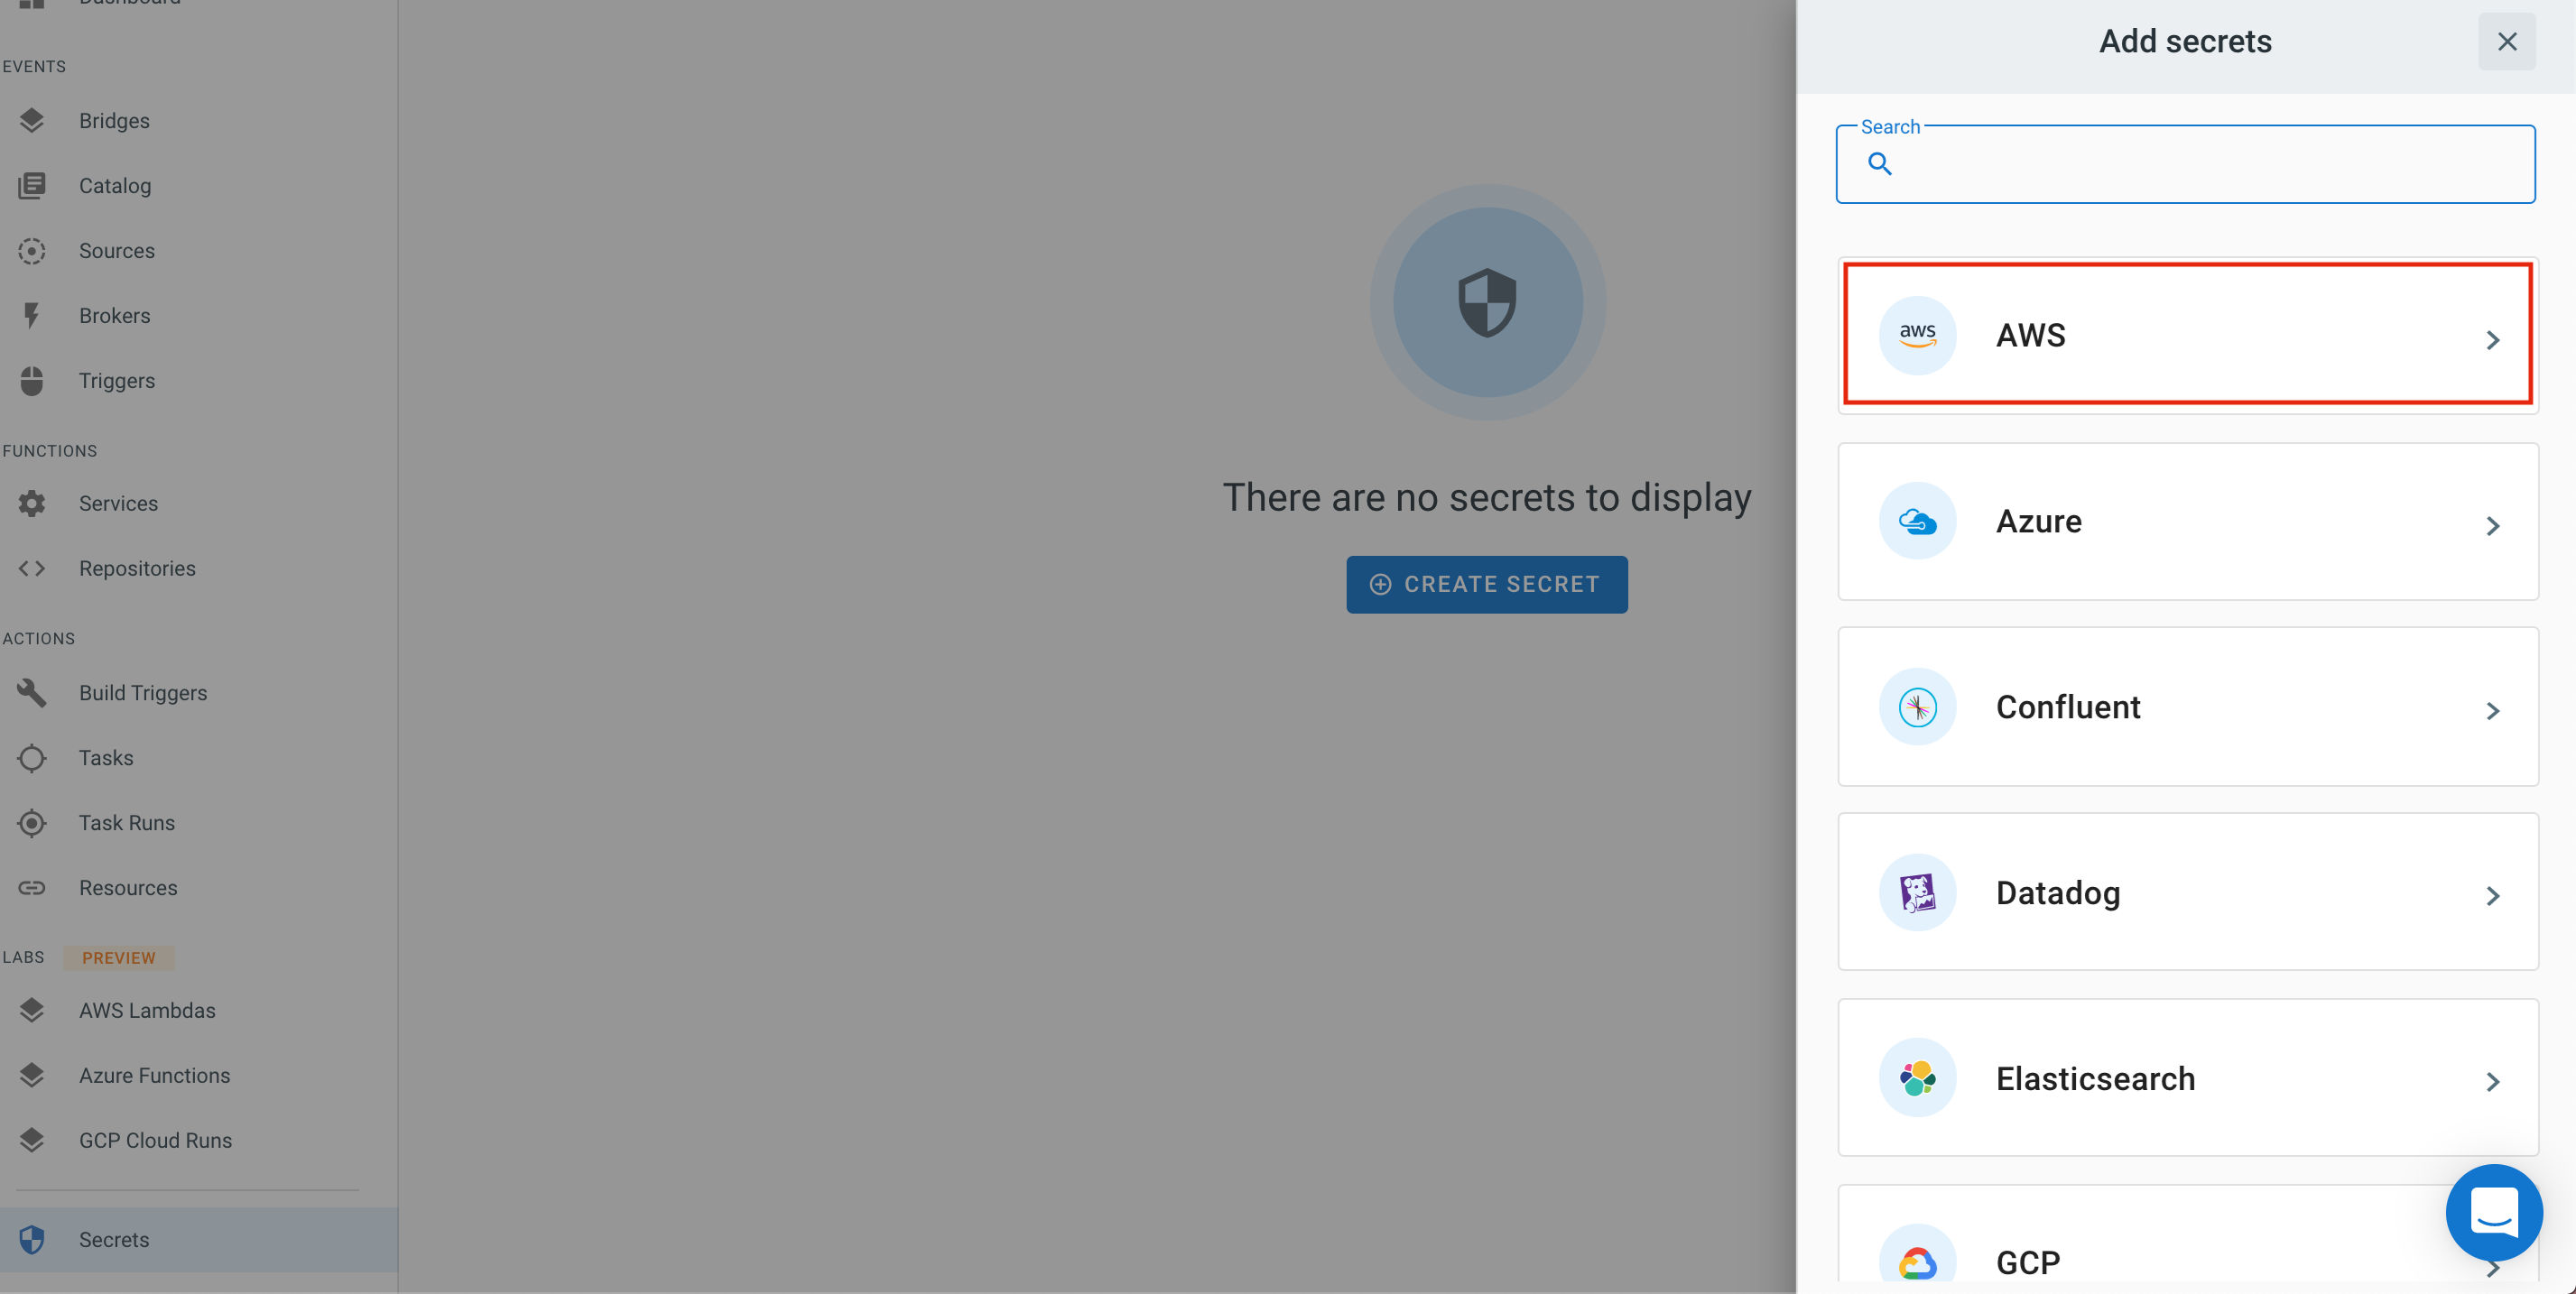 Dashboard
EVENTS
Bridges
Catalog
Sources
Brokers
Triggers
FUNCTIONS
Services
Repositories
ACTIONS
Build Triggers
Tasks
Task Runs
Resources
LABS PREVIEW
AWS Lambdas
Azure Functions
GCP Cloud Runs
Secrets
There are no secrets to display
CREATE SECRET
Add secrets
Search
aws AWS
Azure
Confluent
Datadog
Elasticsearch
GCP